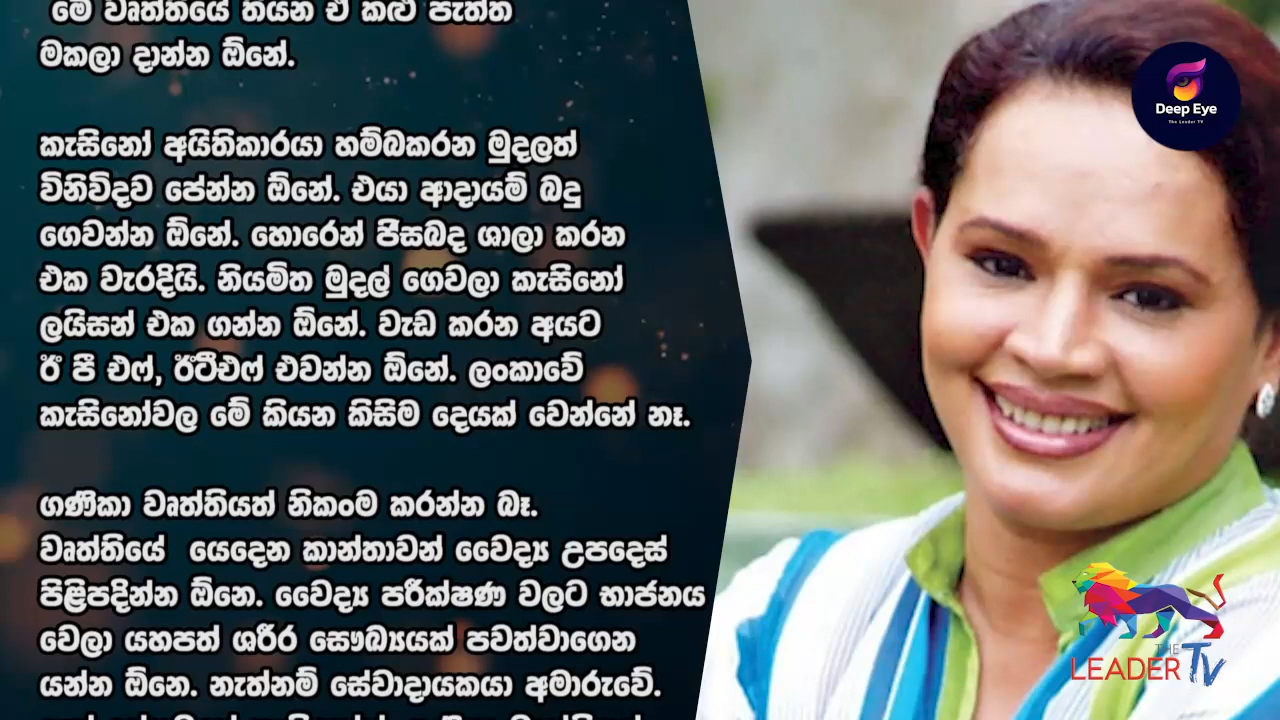 මේ වෘත්තියේ තියන ඒ කළු පැත්ත
මකලා දාන්න ඕනේ.
කැසිනෝ අයිතිකාරයා හම්බකරන මුදලත්
විනිවිදව පේන්න ඕනේ. එයා ආදායම් බදු
ගෙවන්න ඕනේ. හොරෙන් පිස්සබද ශාලා කරන
එක වැරදියි. නියමිත මුදල් ගෙවලා කැසිනෝ
ලයිසන් එක ගන්න ඕනේ. වැඩ කරන අයට
ඊ පී එෆ්, ඊටීඑෆ් එවන්න ඕනේ. ලංකාවේ
කැසිනෝවල මේ කියන කිසිම දෙයක් වෙන්නේ නෑ.
ගණිකා වෘත්තියත් නිකංම කරන්න බෑ.
වෘත්තියේ යෙදෙන කාන්තාවන් වෛද්‍ය උපදෙස්
පිළිපදින්න ඕනෙ. වෛද්‍ය පරීක්ෂණ වලට භාජනය
වෙලා යහපත් ශරීර සෞඛ්‍යයක් පවත්වාගෙන
යන්න ඕනෙ. නැත්නම් සේවාදායකයා අමාරුවේ.
Deep Eye
The Leader TV
THE
LEADER TV